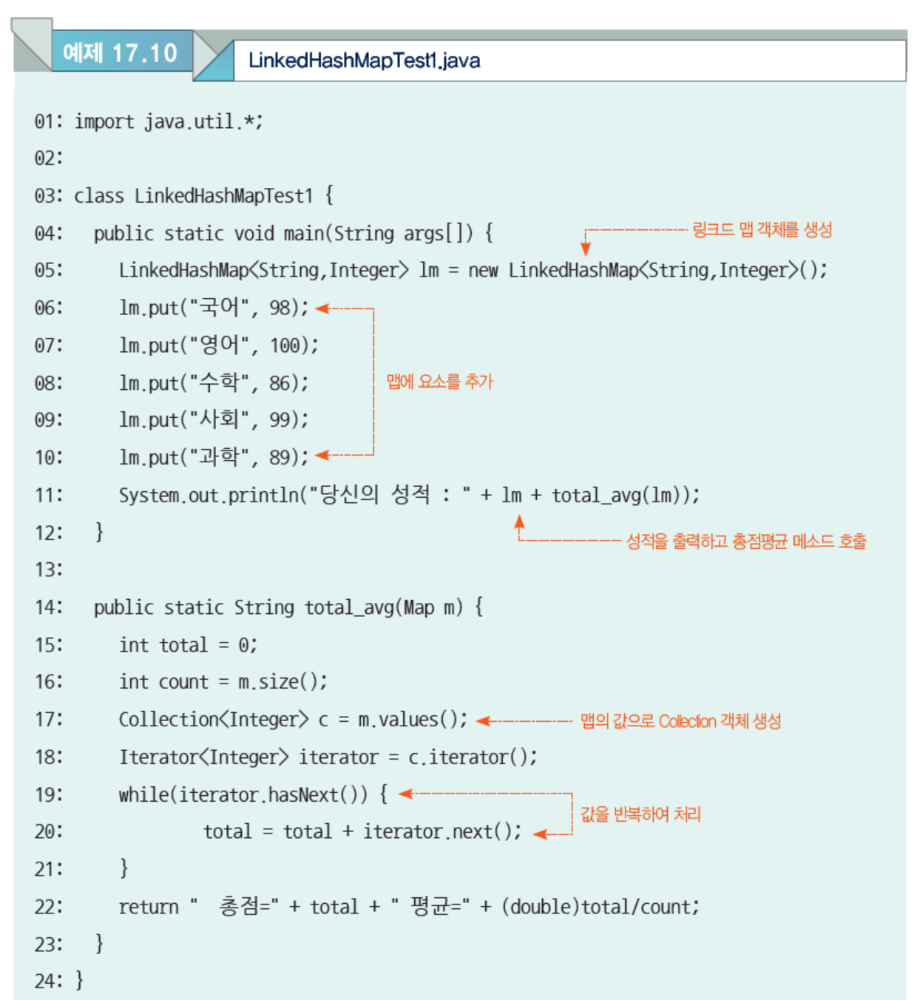 예제 17.10
LinkedHashMapTest1.java
01: import java.util.*;
02:
03: class LinkedHashMapTest1 {
04: public static void main(String args[]) {
링크드 맵 객체를 생성
05: LinkedHashMap<String,Integer> lm = new LinkedHashMap<String,Integer>();
06: lm.put("국어", 98);
07: lm.put("영어", 100);
08: lm.put("수학", 86);
맵에 요소를 추가
09: lm.put("사회", 99);
10: lm.put("과학", 89);
11: System.out.println("당신의 성적 : " + lm + total_avg(lm));
12: }
성적을 출력하고 총점평균 메소드 호출
13:
14: public static String total_avg(Map m) {
15: int total = 0;
16: int count = m.size();
17: Collection<Integer> c = m.values();
맵의 값으로 Collection 객체 생성
18: Iterator<Integer> iterator = c.iterator();
19: while(iterator.hasNext()) {
값을 반복하여 처리
20: total = total + iterator.next();
21: }
22: return "  총점=" + total + " 평균=" + (double)total/count;
23: }
24: }